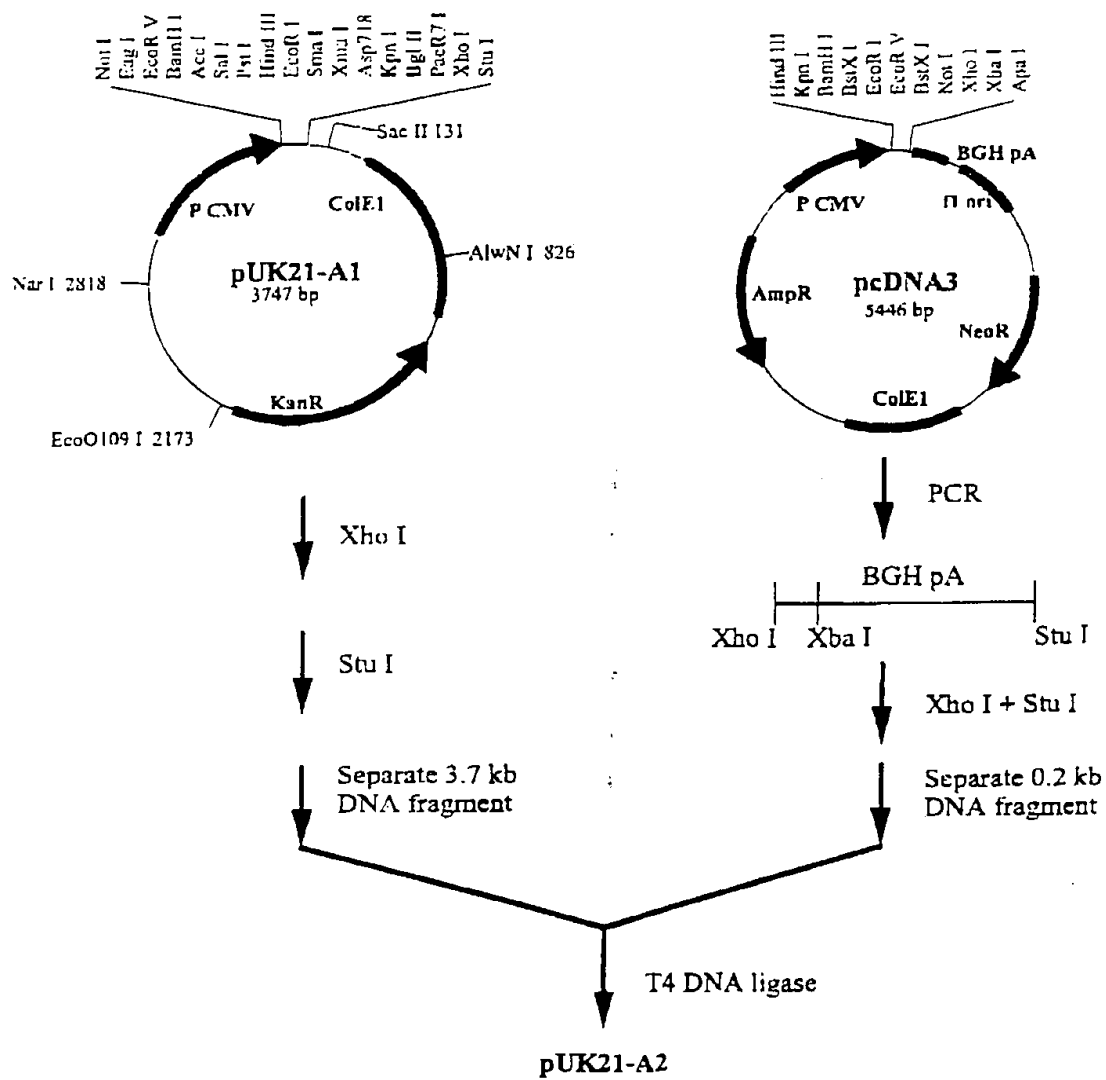 Not I
Eag I
EcoR V
BamH I
Acc I
Sal I
Pst I
Hind III
EcoR I
Sma I
Xma I
Asp718
Kpn I
Bgl II
PaeR7 I
Xho I
Stu I
Sac II 131
P CMV
ColE1
AlwN I 826
Nar I 2818
pUK21-A1
3747 bp
KanR
EcoO109 I 2173
Hind III
Kpn I
BamH I
BstX I
EcoR I
EcoR V
BstX I
Not I
Xho I
Xba I
Apa I
BGH pA
P CMV
f1 ori
AmpR
pcDNA3
5446 bp
NeoR
ColE1
Xho I
Stu I
Separate 3.7 kb
DNA fragment
PCR
BGH pA
Xho I
Xba I
Stu I
Xho I + Stu I
Separate 0.2 kb
DNA fragment
T4 DNA ligase
pUK21-A2